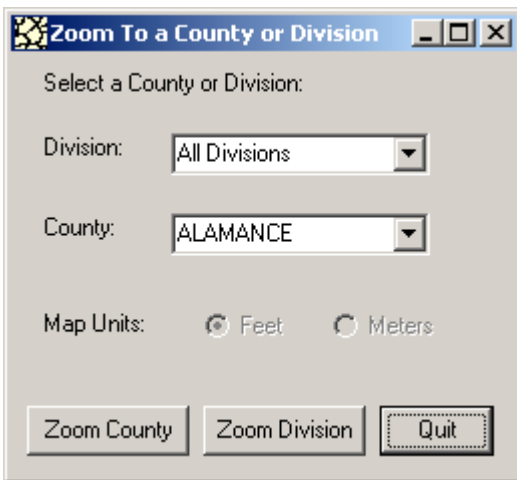 Zoom To a County or Division
Select a County or Division:
Division: All Divisions
County: ALAMANCE
Map Units: Feet Meters
Zoom County Zoom Division Quit